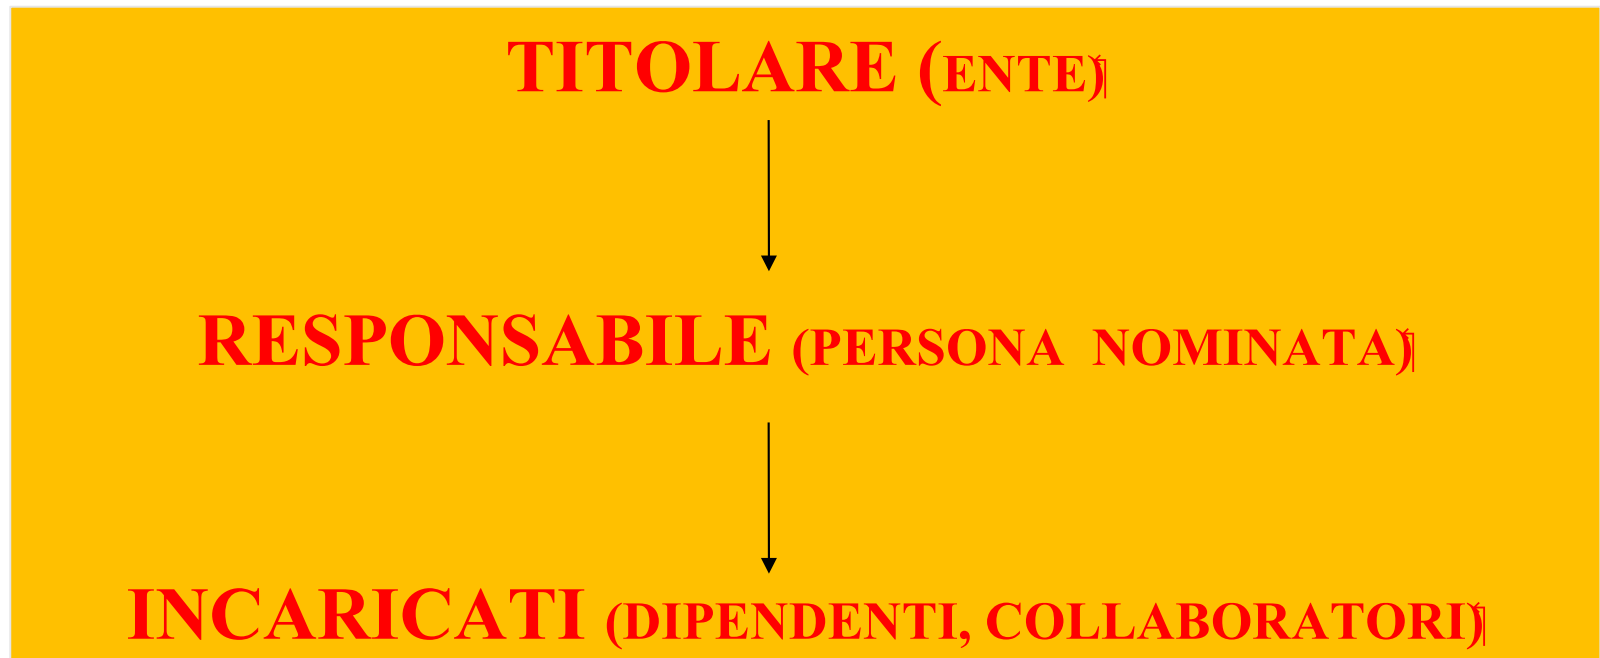 TITOLARE (ENTE)
RESPONSABILE (PERSONA NOMINATA)
INCARICATI (DIPENDENTI, COLLABORATORI)